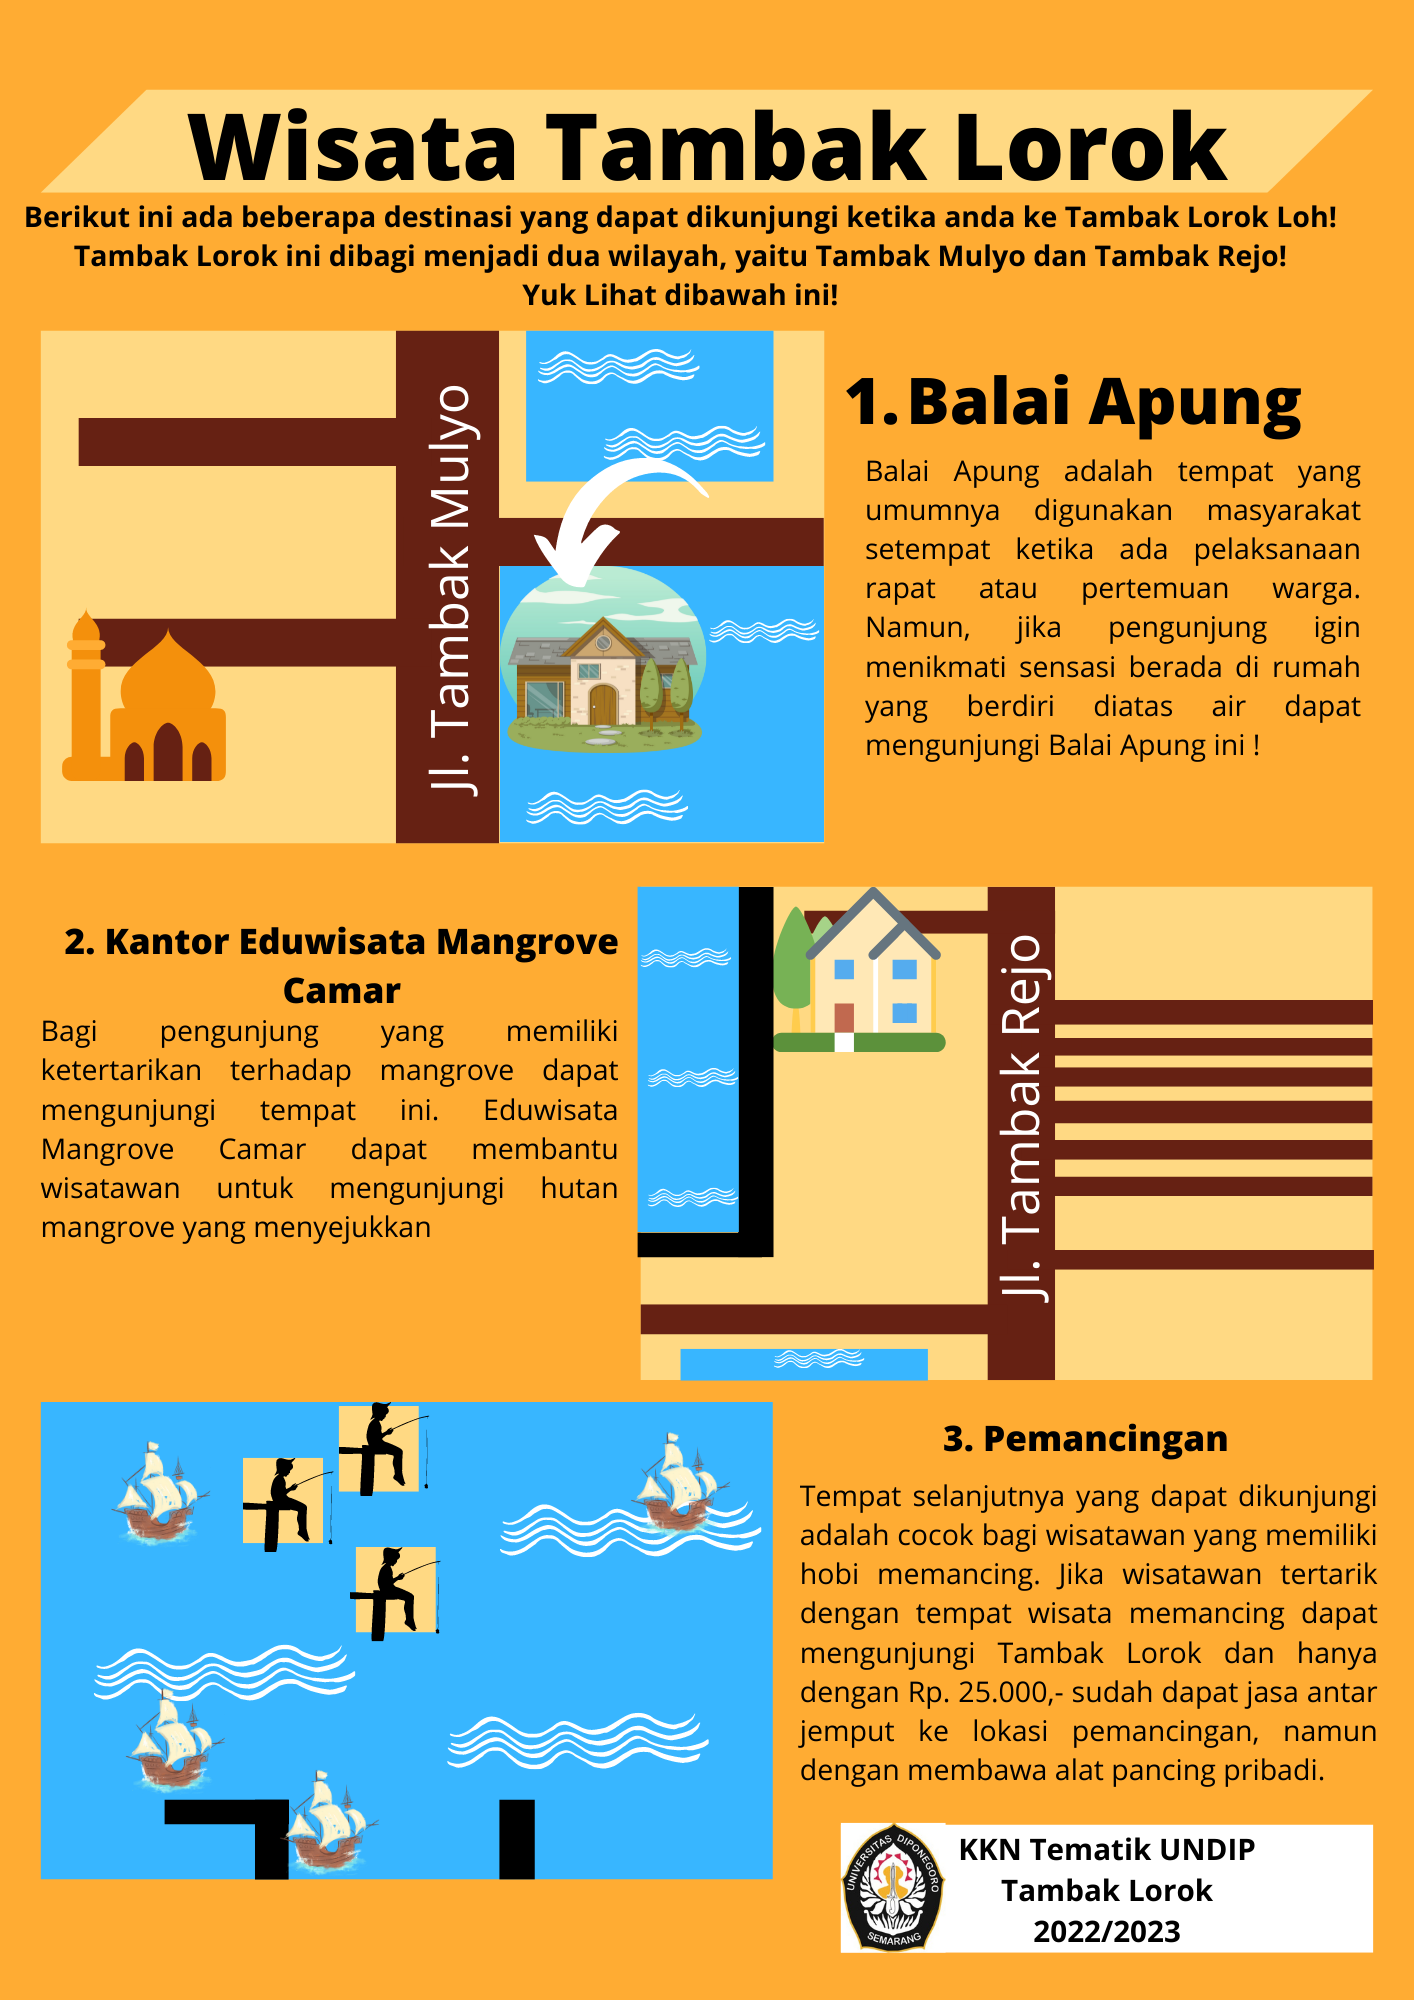 Wisata Tambak Lorok
Berikut ini ada beberapa destinasi yang dapat dikunjungi ketika anda ke Tambak Lorok Loh!
Tambak Lorok ini dibagi menjadi dua wilayah, yaitu Tambak Mulyo dan Tambak Rejo!
Yuk Lihat dibawah ini!
Jl. Tambak Mulyo
1. Balai Apung
Balai Apung adalah tempat yang
umumnya digunakan masyarakat
setempat ketika ada pelaksanaan
rapat atau pertemuan warga.
Namun, jika pengunjung igin
menikmati sensasi berada di rumah
yang berdiri diatas air dapat
mengunjungi Balai Apung ini !
2. Kantor Eduwisata Mangrove
Camar
Bagi pengunjung yang memiliki
ketertarikan terhadap mangrove dapat
mengunjungi tempat ini. Eduwisata
Mangrove Camar dapat membantu
wisatawan untuk mengunjungi hutan
mangrove yang menyejukkan
Jl. Tambak Rejo
3. Pemancingan
Tempat selanjutnya yang dapat dikunjungi
adalah cocok bagi wisatawan yang memiliki
hobi memancing. Jika wisatawan tertarik
dengan tempat wisata memancing dapat
mengunjungi Tambak Lorok dan hanya
dengan Rp. 25.000,- sudah dapat jasa antar
jemput ke lokasi pemancingan, namun
dengan membawa alat pancing pribadi.
UNIVERSITAS DIPONEGORO
SEMARANG
KKN Tematik UNDIP
Tambak Lorok
2022/2023